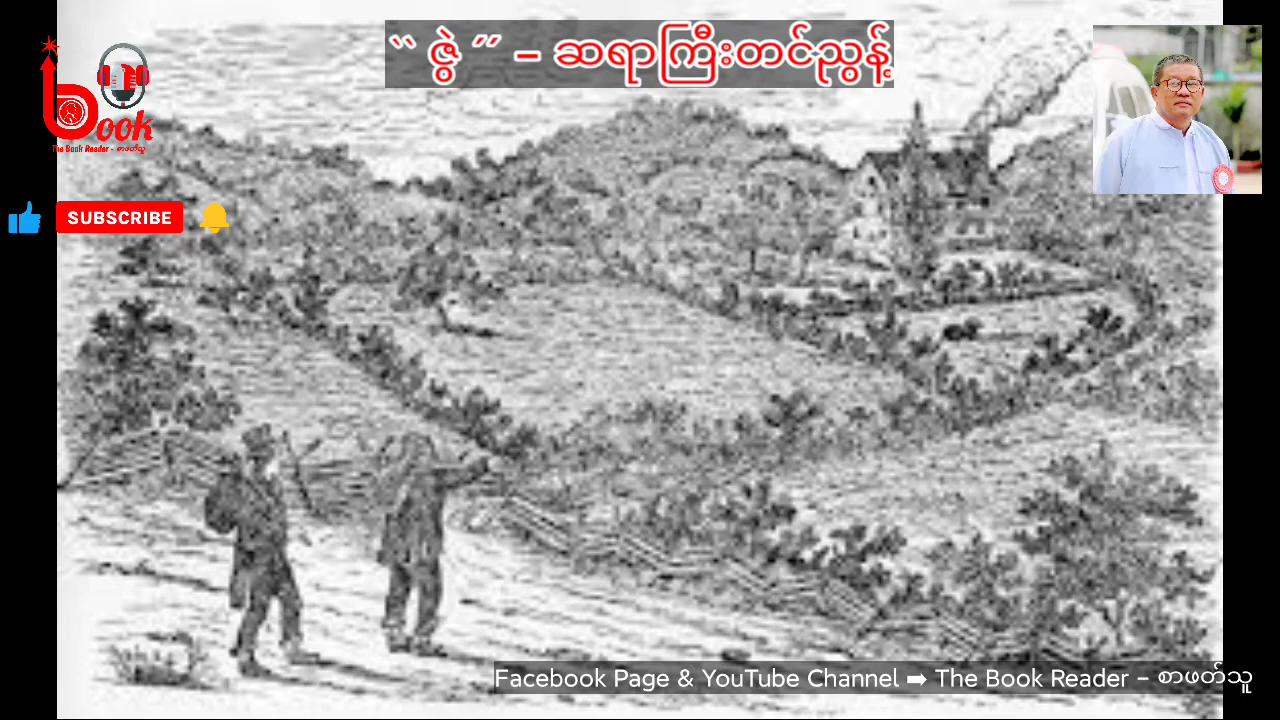 `` ဇွဲ ´´ – ဆရာကြီးတင်ညွန့်
book
The Book Reader - စာဖတ်သူ
SUBSCRIBE
Facebook Page & YouTube Channel ➡ The Book Reader – စာဖတ်သူ